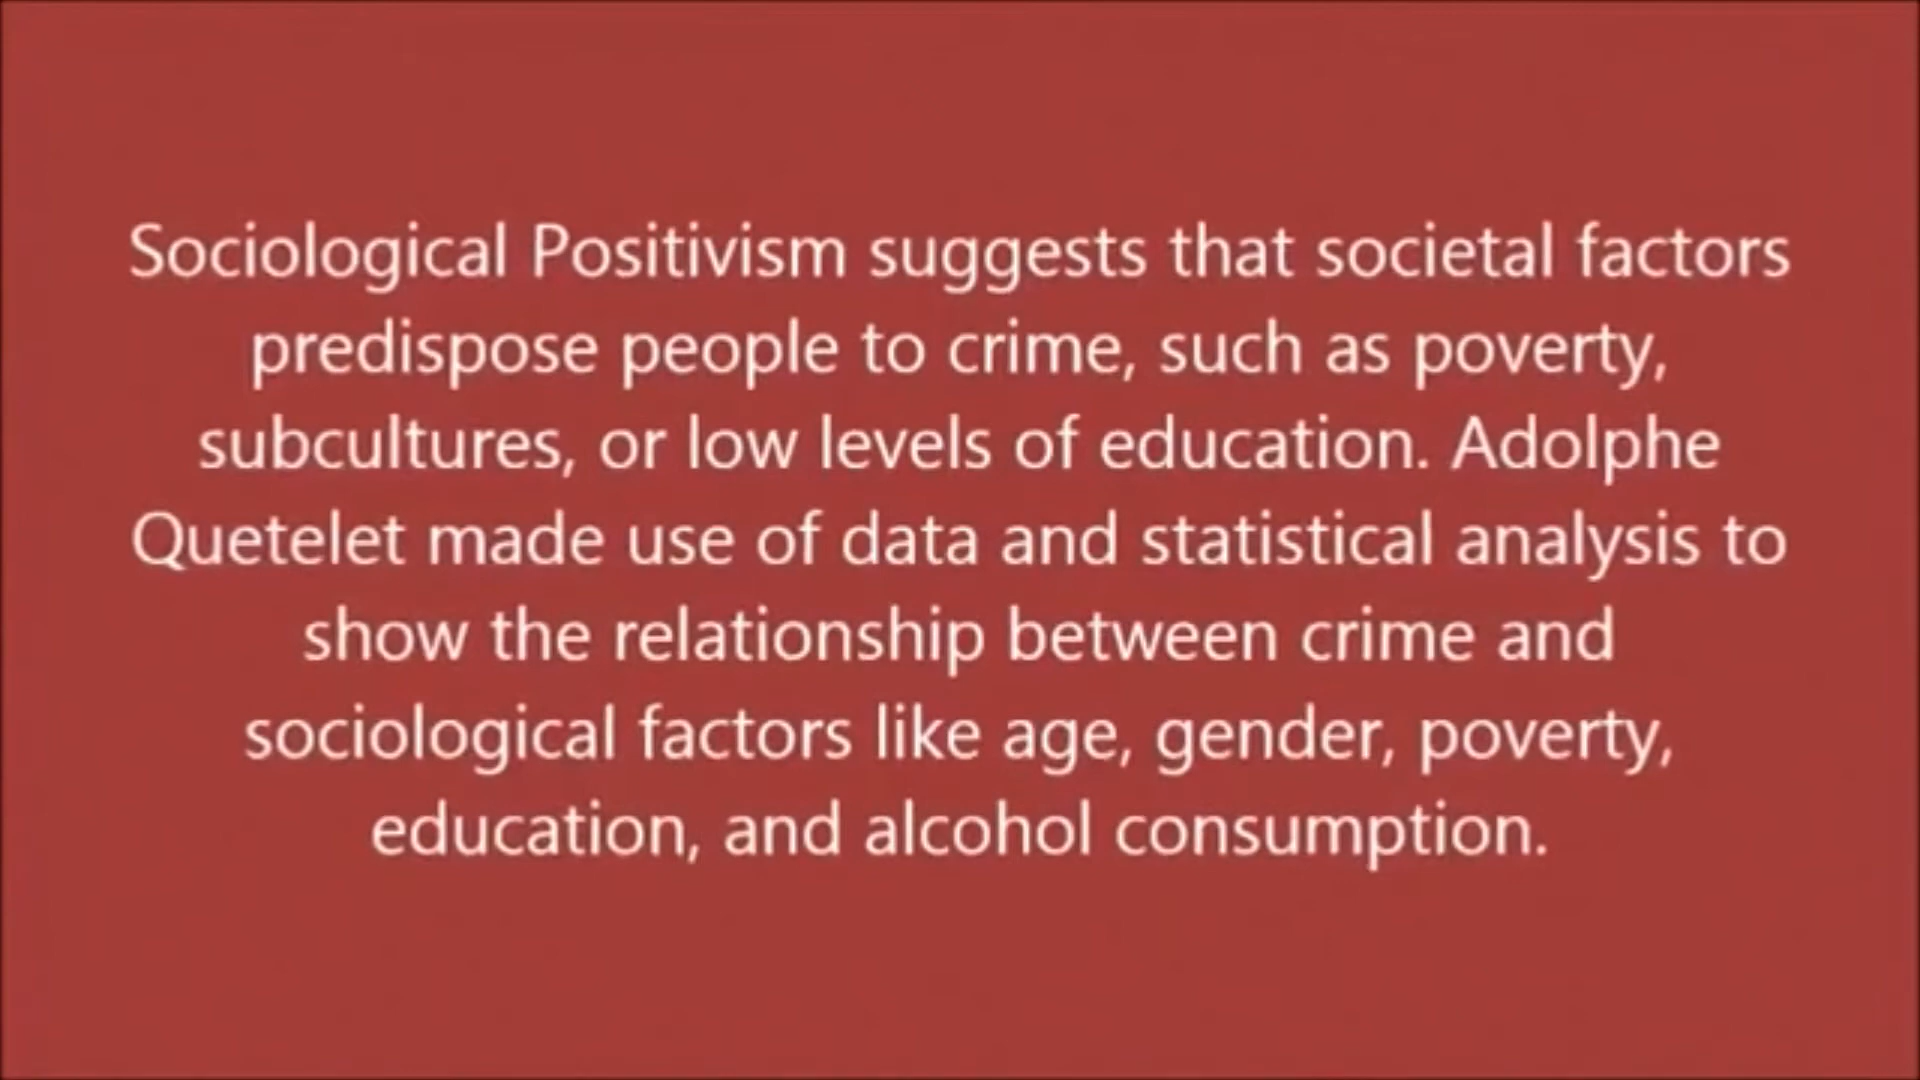 Sociological Positivism suggests that societal factors
predispose people to crime, such as poverty,
subcultures, or low levels of education. Adolphe
Quetelet made use of data and statistical analysis to
show the relationship between crime and
sociological factors like age, gender, poverty,
education, and alcohol consumption.